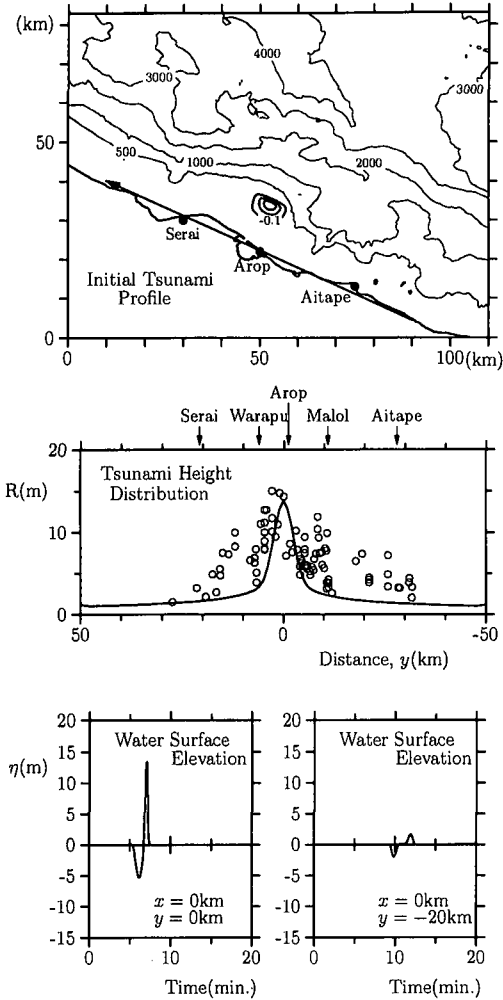 (km)
3000
4000
3000
50
500
1000
2000
-0.1
Serai
Arop
Initial Tsunami
Profile
Aitape
0
0
50
100 (km)
Arop
Serai Warapu Malol Aitape
20
R(m)
Tsunami Height
Distribution
10
0
50
0
-50
Distance, y(km)
20
15
η(m)
10
5
0
-5
-10
-15
Water Surface
Elevation
x = 0km
y = 0km
0
10
20
Time(min.)
20
15
10
5
0
-5
-10
-15
Water Surface
Elevation
x = 0km
y = −20km
0
10
20
Time(min.)